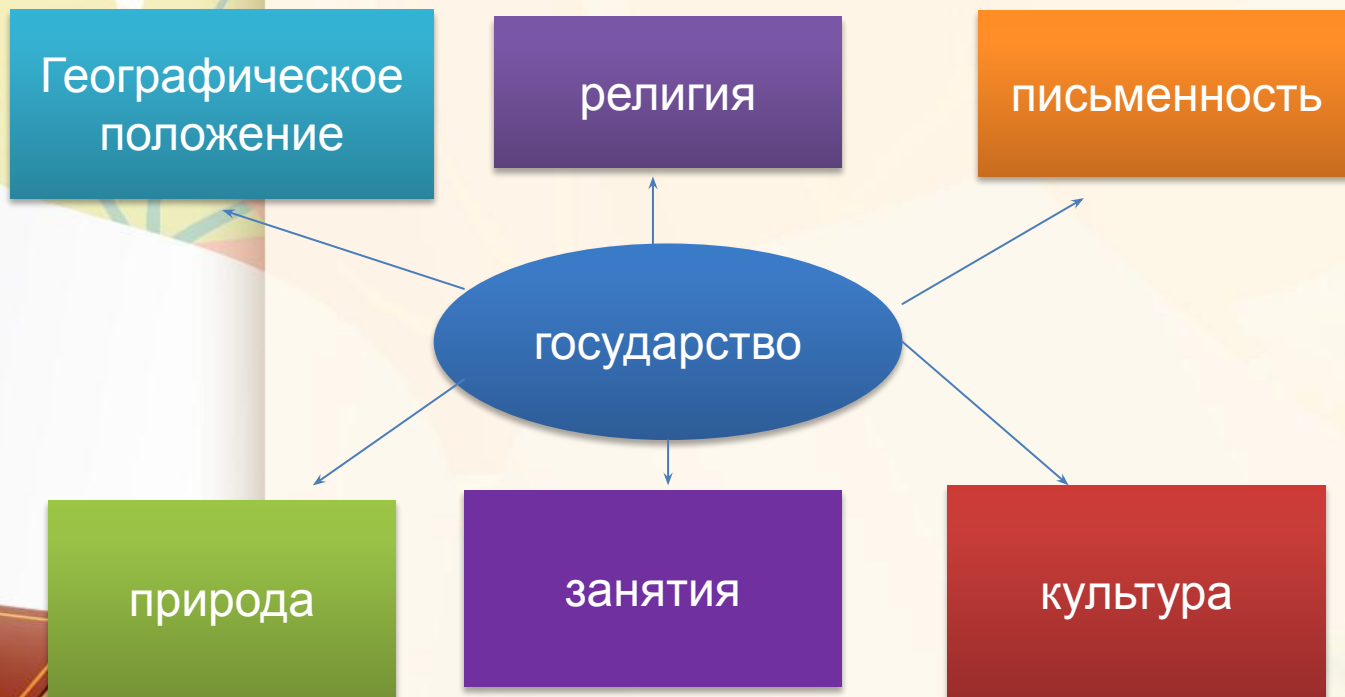 Географическое
положение
религия
письменность
государство
природа
занятия
культура